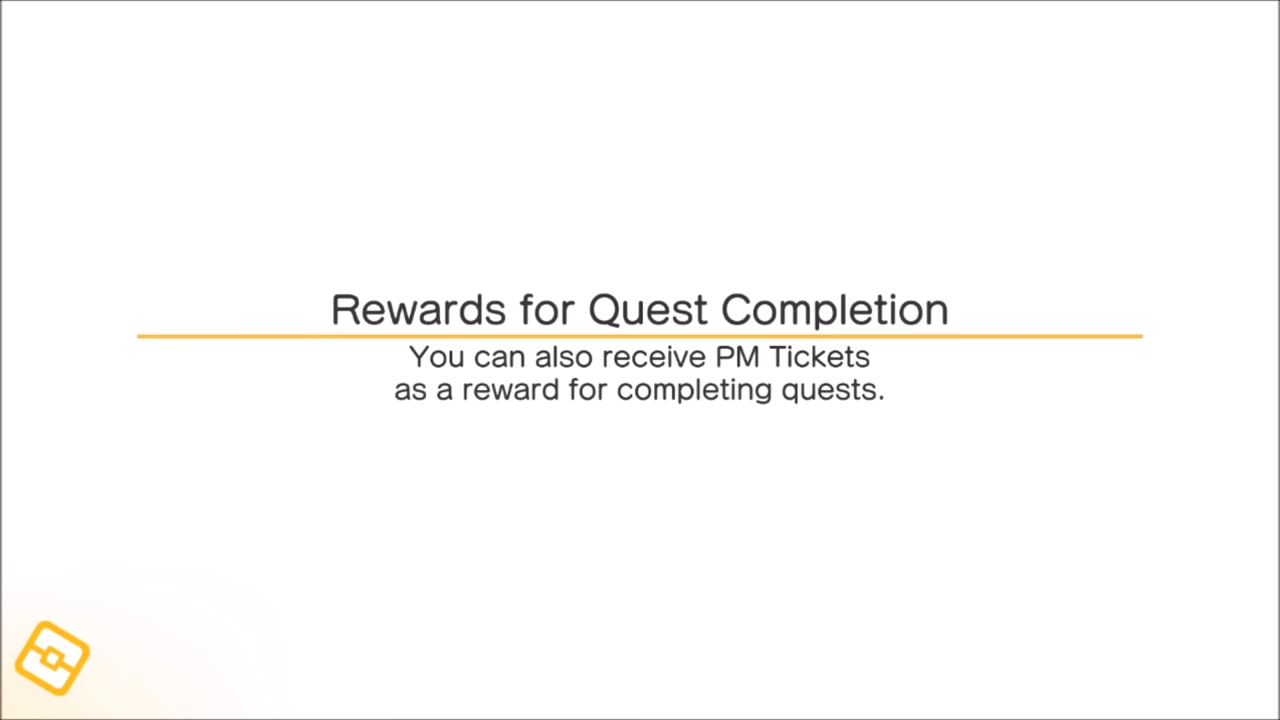 Rewards for Quest Completion
You can also receive PM Tickets
as a reward for completing quests.